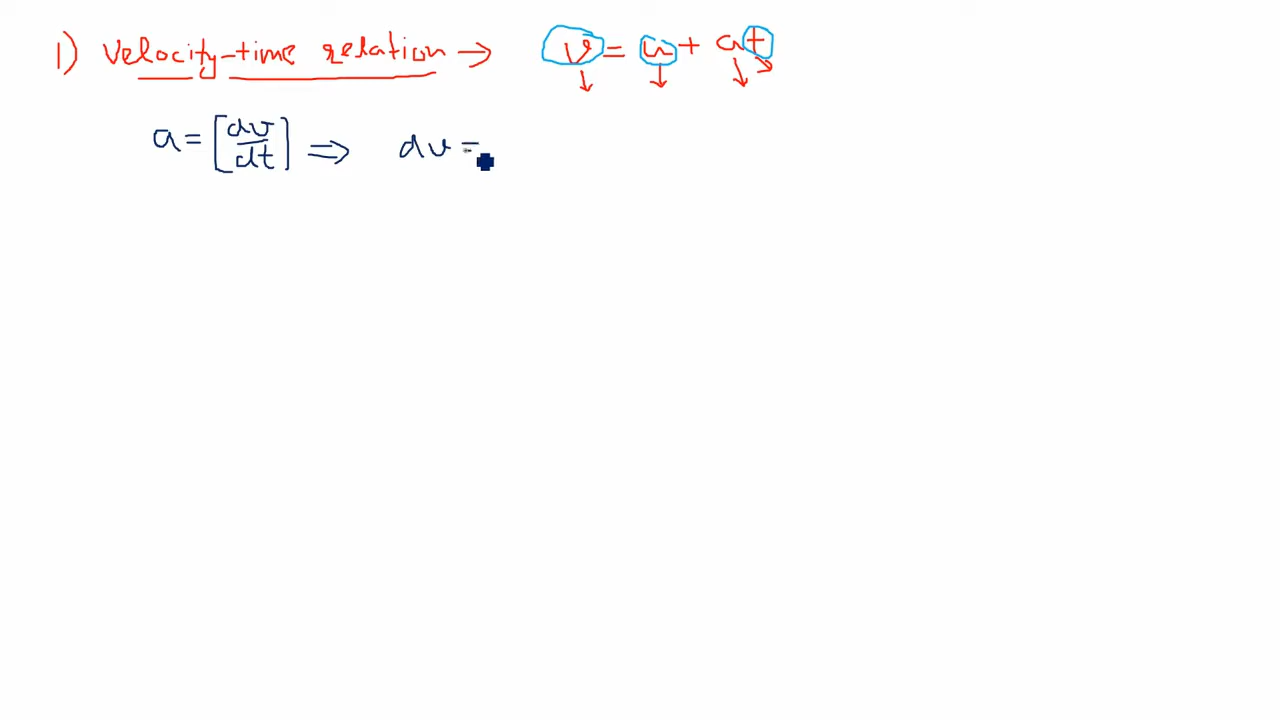 1) Velocity-time relation → v = u + at
a = [dv/dt] ⇒ dv =